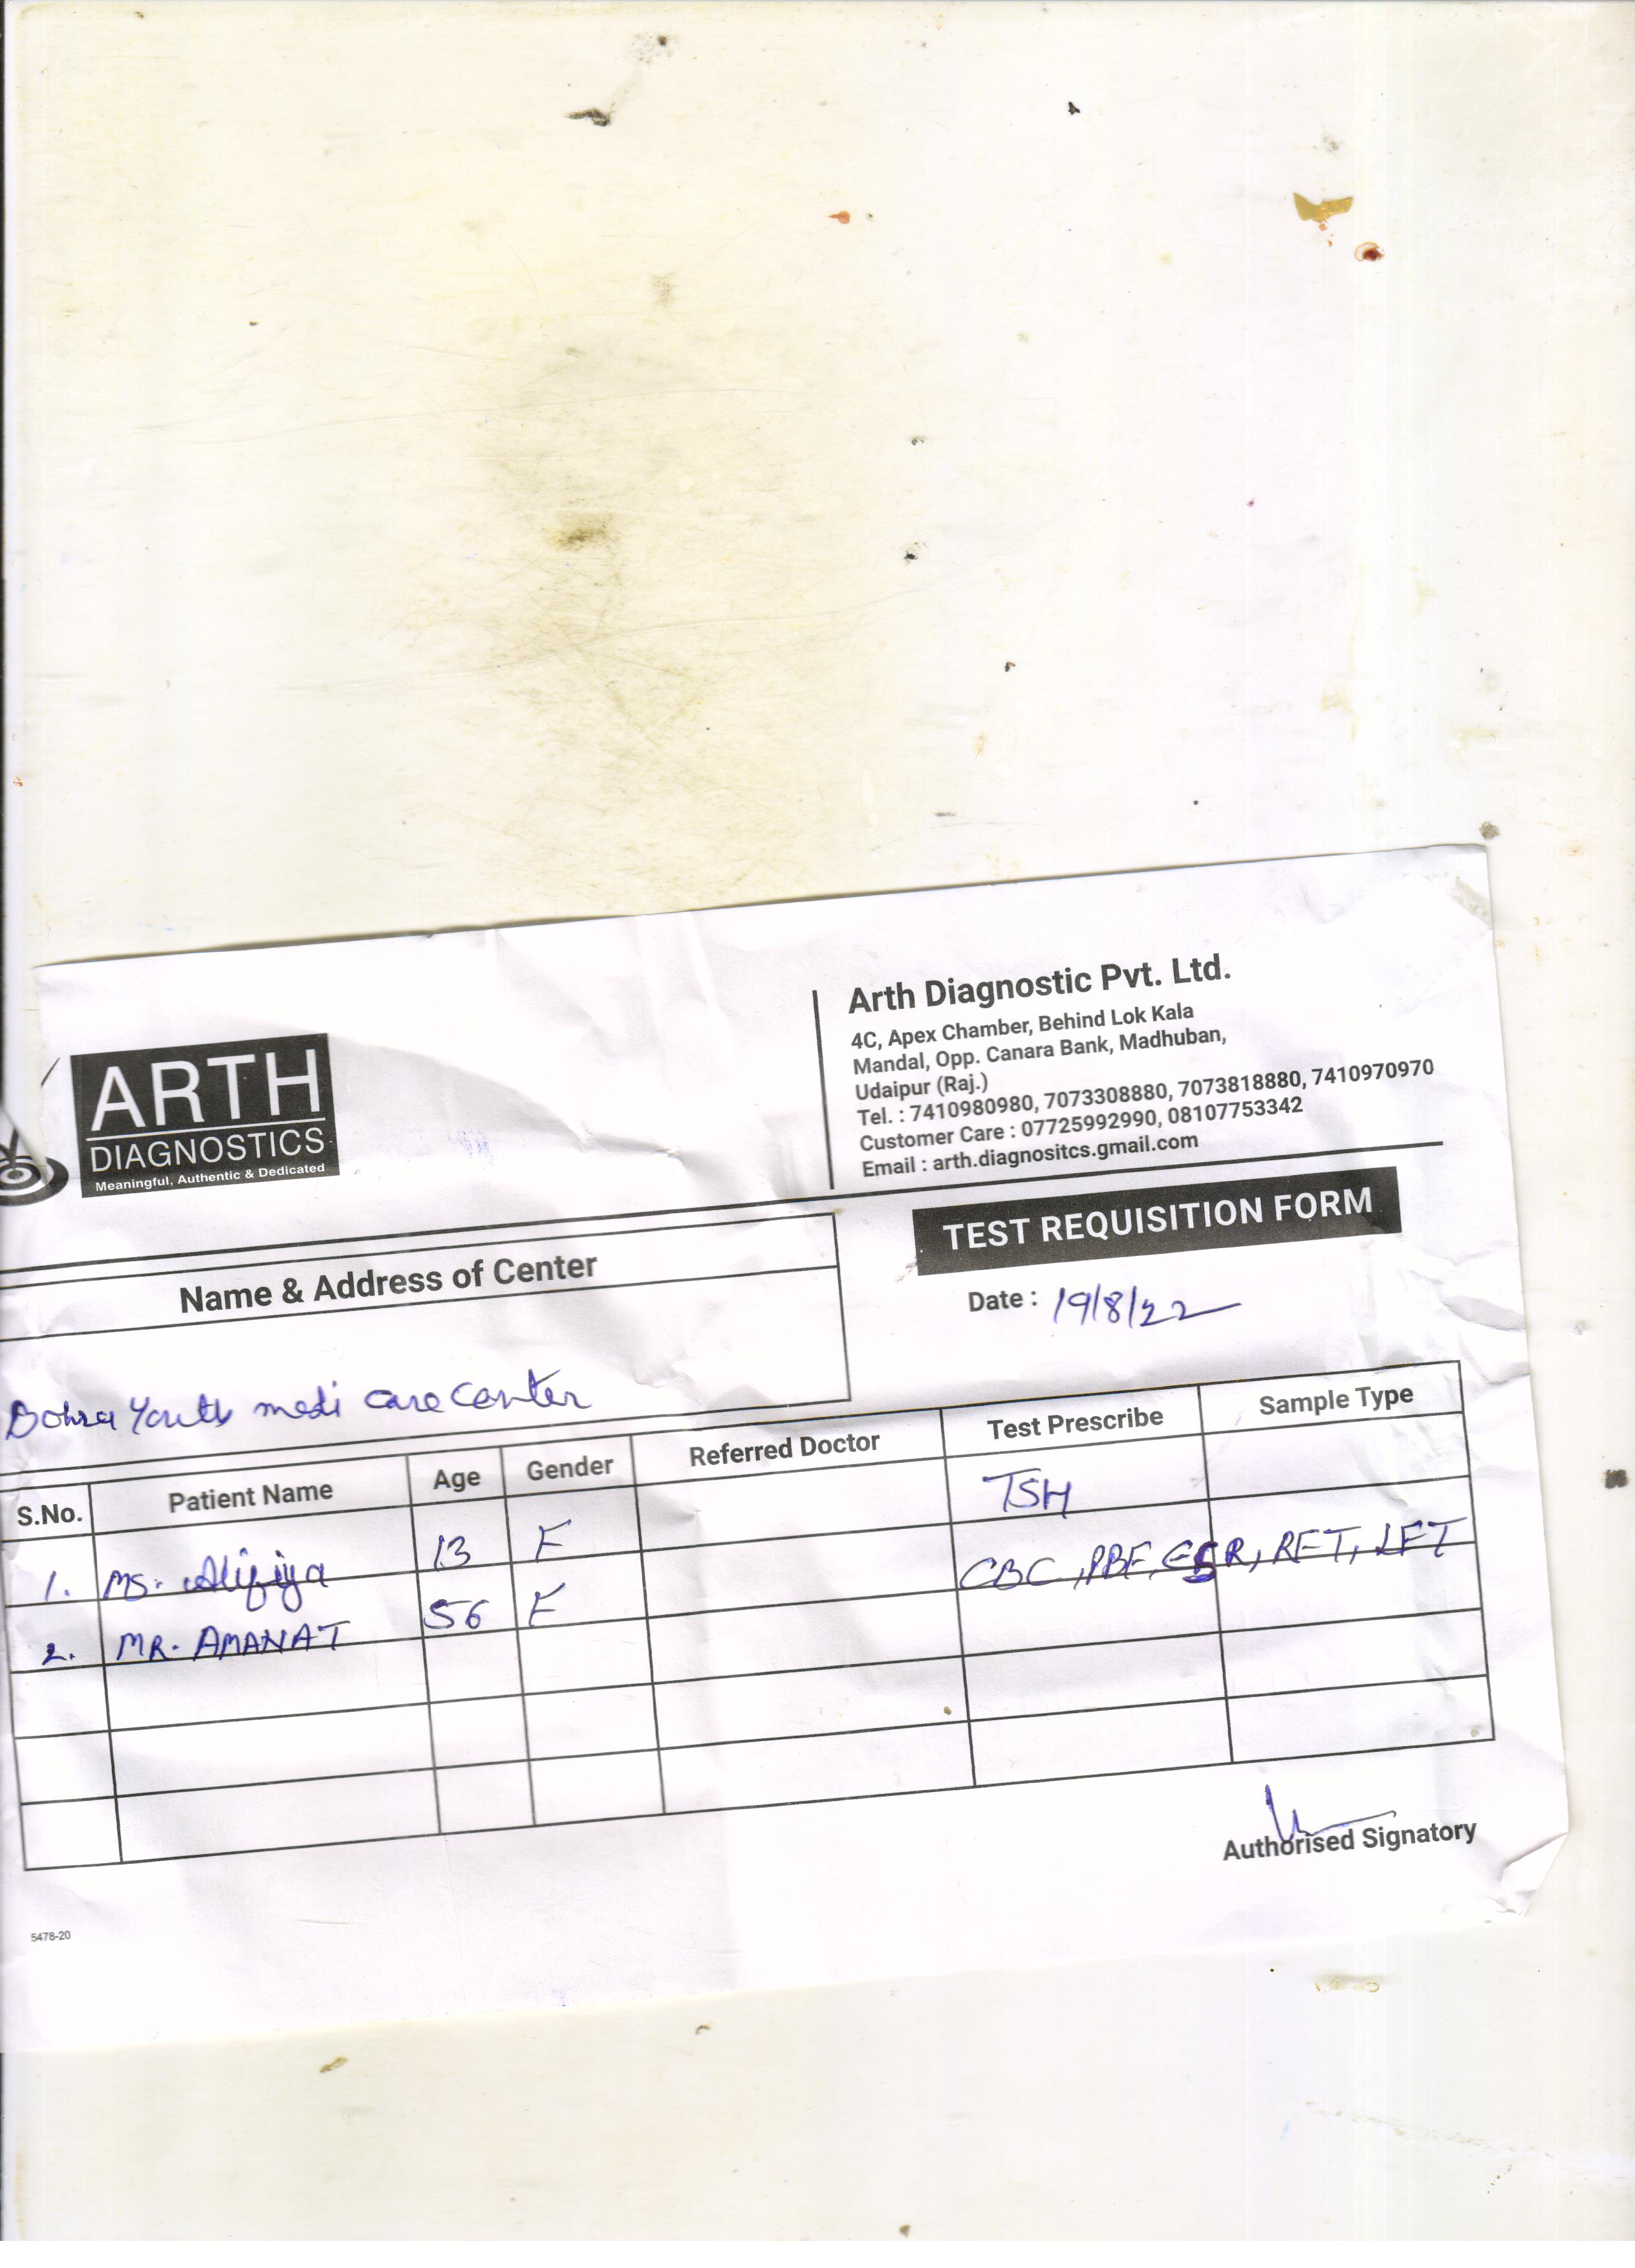 ARTH
DIAGNOSTICS
Meaningful, Authentic & Dedicated
Arth Diagnostic Pvt. Ltd.
4C, Apex Chamber, Behind Lok Kala
Mandal, Opp. Canara Bank, Madhuban,
Udaipur (Raj.)
Tel. : 7410980980, 7073308880, 7073818880, 7410970970
Customer Care : 07725992990, 08107753342
Email : arth.diagnositcs.gmail.com
TEST REQUISITION FORM
Name & Address of Center
Date : 19/8/22
Bohra Youth medi care Center
S.No. Patient Name Age Gender Referred Doctor Test Prescribe Sample Type
1. MS. Alifiya 13 F TSH
2. MR. AMANAT 56 F CBC, PBF, ESR, RFT, LFT
Authorised Signatory
5478-20